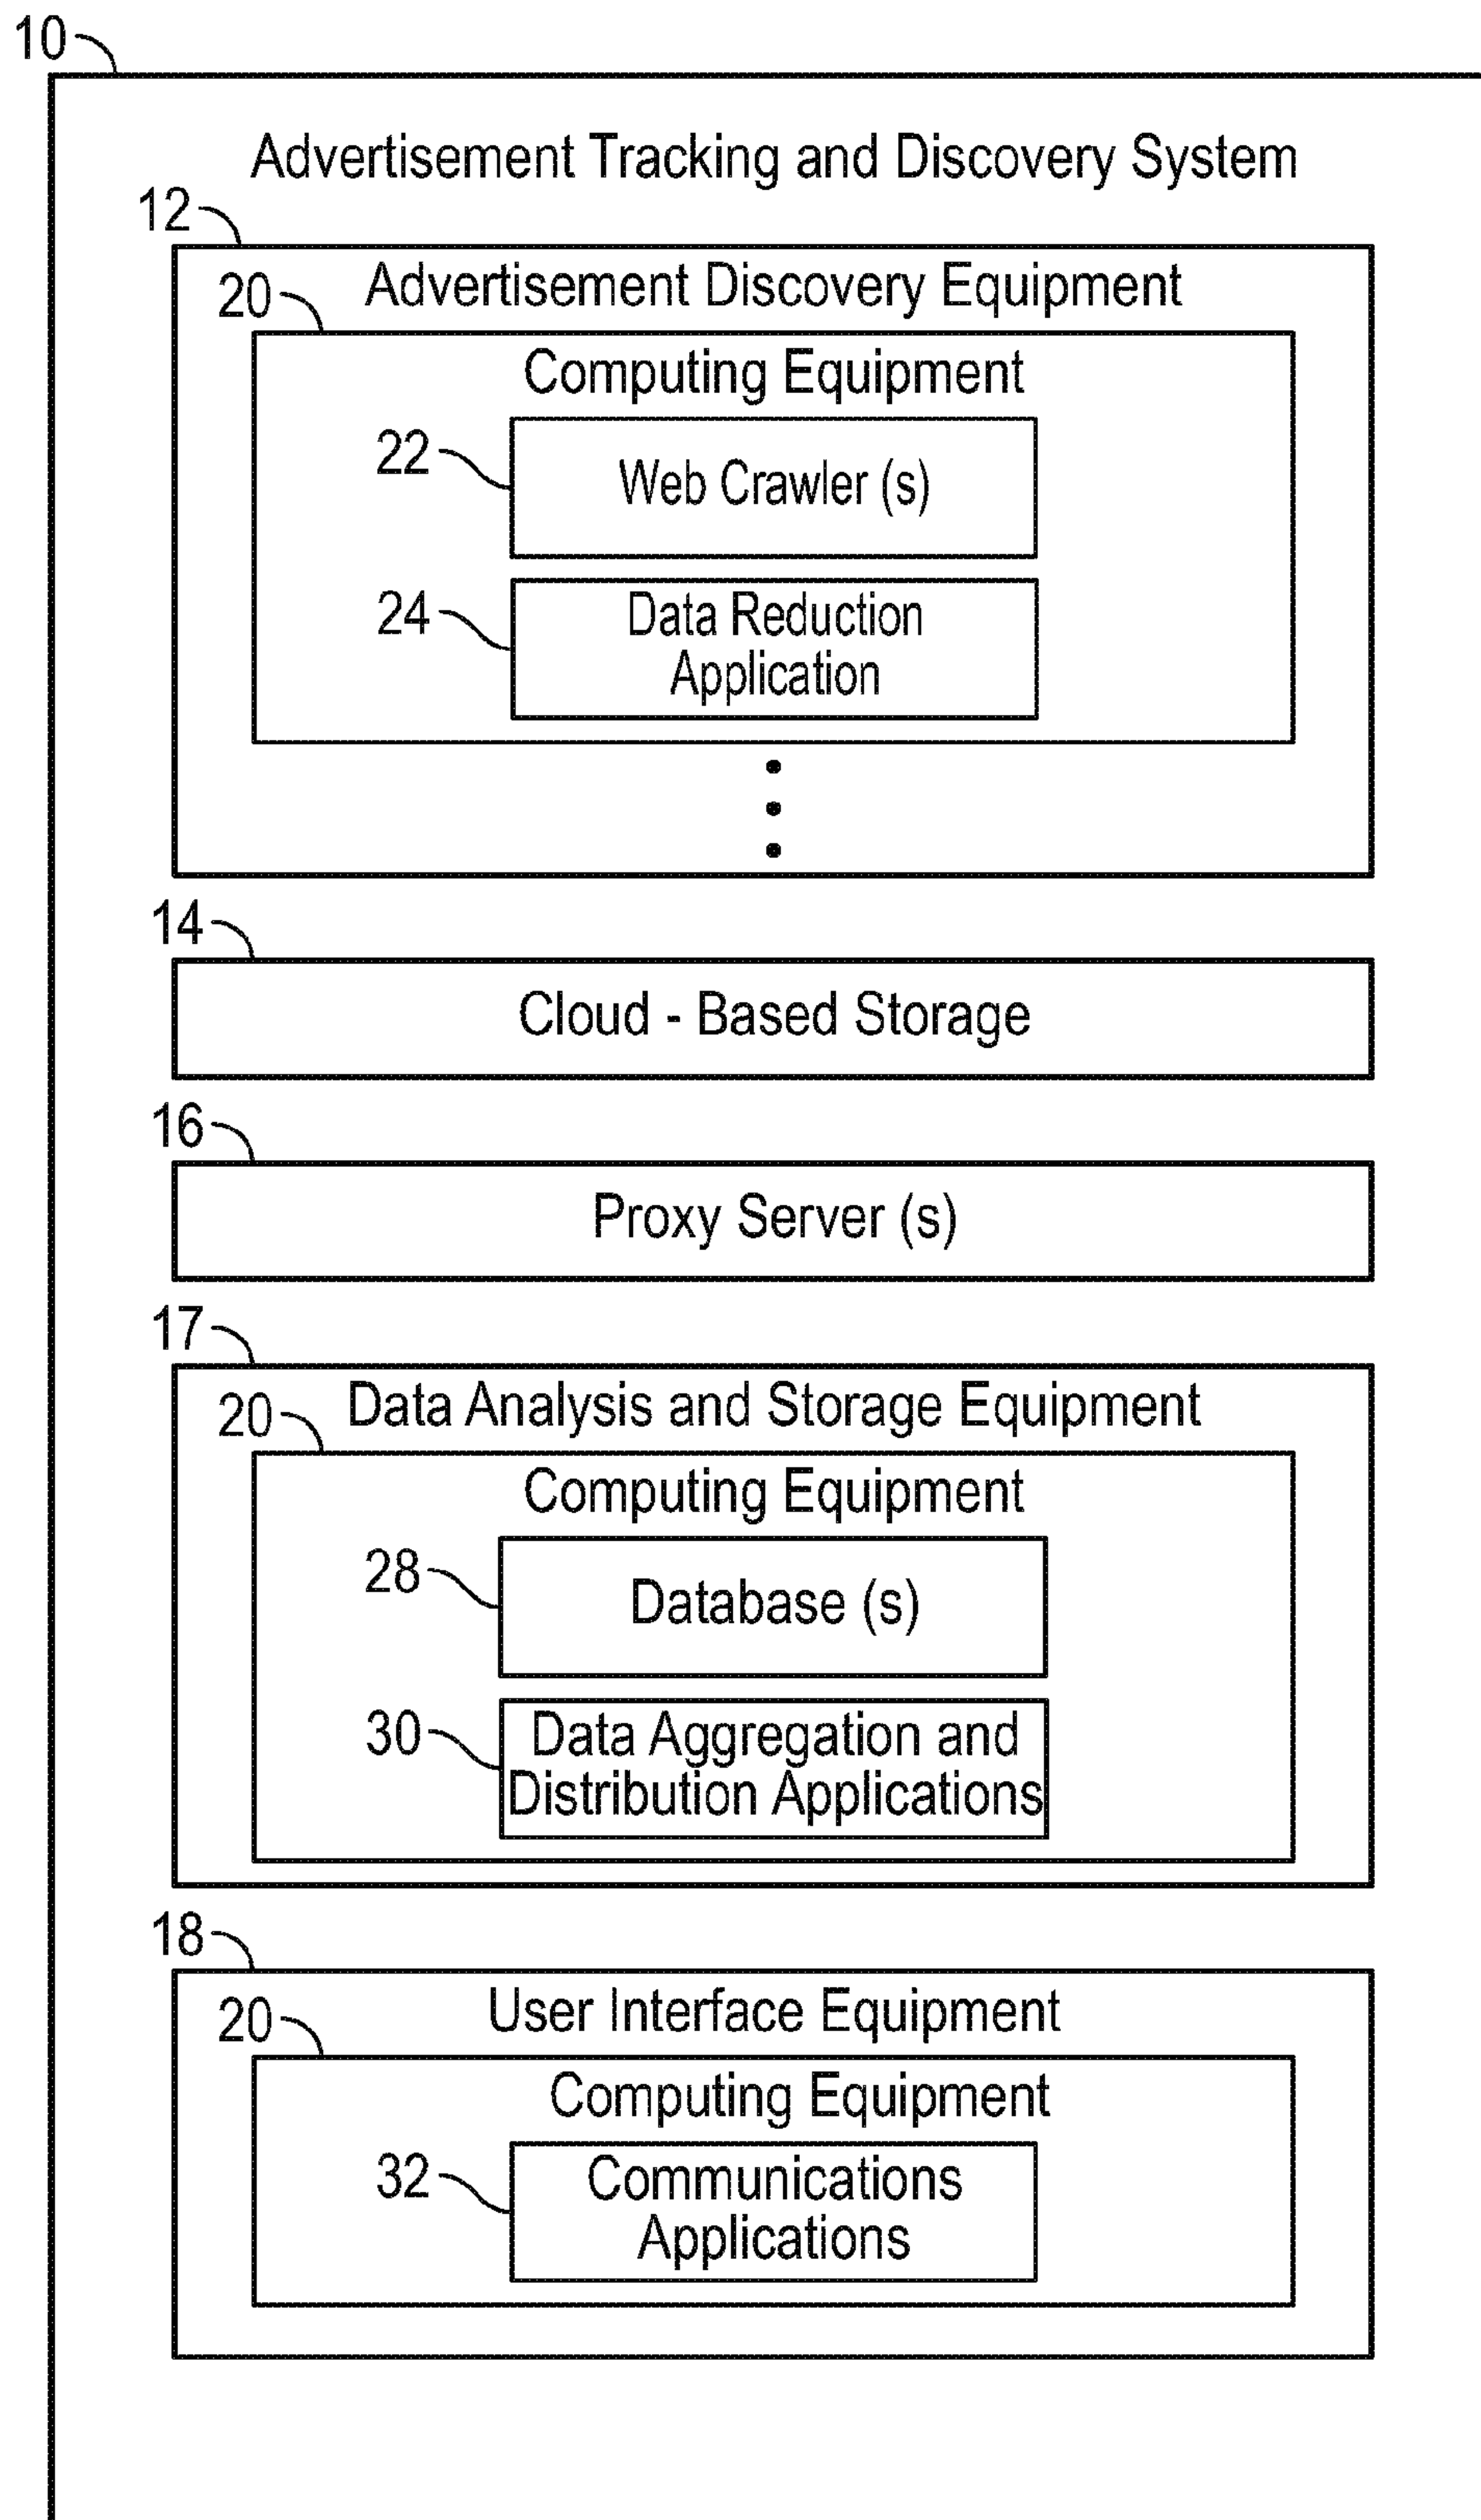 10
Advertisement Tracking and Discovery System
12
Advertisement Discovery Equipment
20
Computing Equipment
22
Web Crawler (s)
24
Data Reduction
Application
14
Cloud - Based Storage
16
Proxy Server (s)
17
Data Analysis and Storage Equipment
20
Computing Equipment
28
Database (s)
30
Data Aggregation and
Distribution Applications
18
User Interface Equipment
20
Computing Equipment
32
Communications
Applications